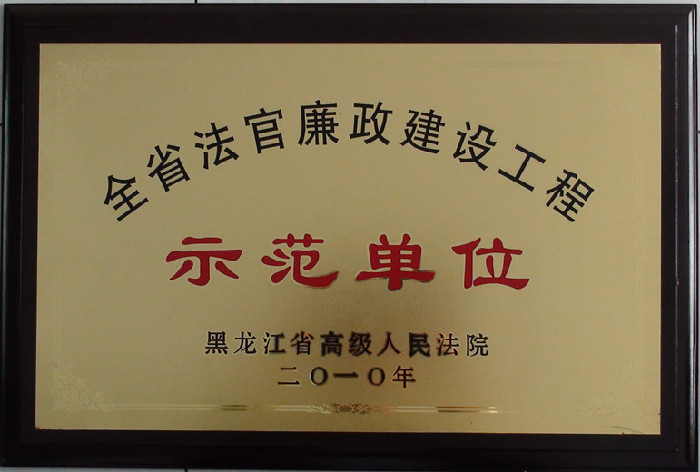 全省法官廉政建设工程
示范单位
黑龙江省高级人民法院
二〇一〇年